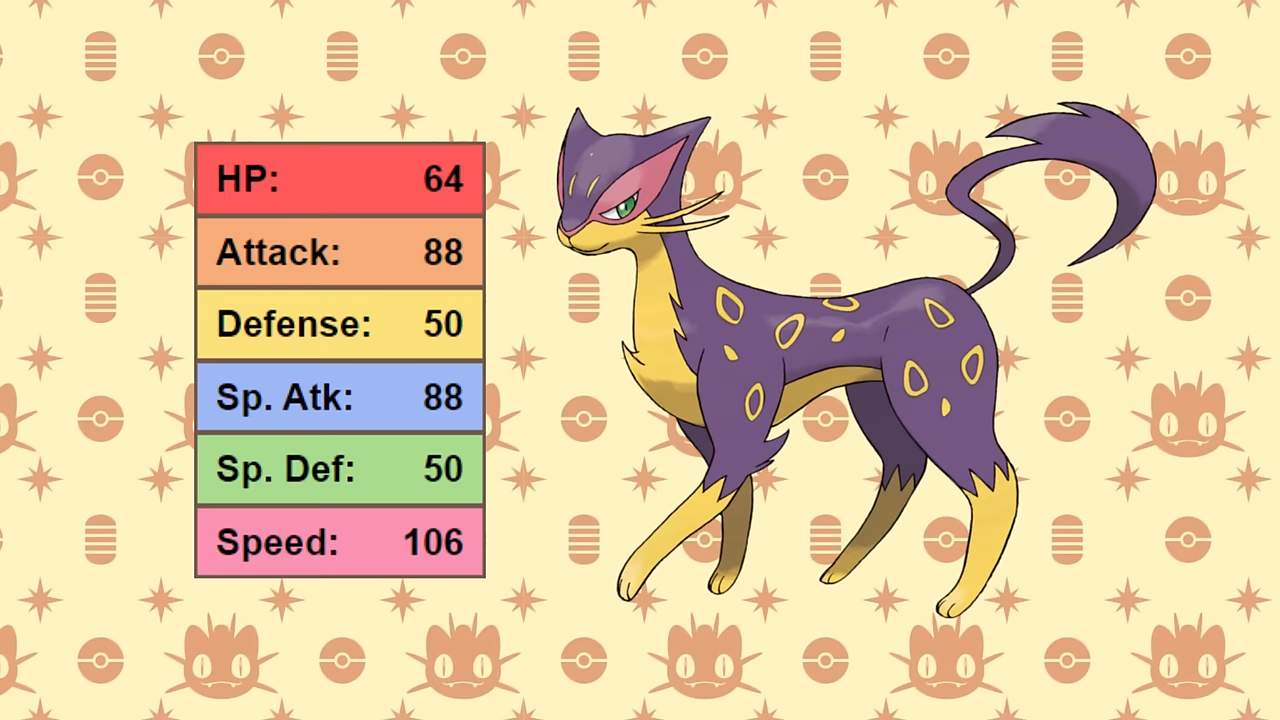 HP: 64
Attack: 88
Defense: 50
Sp. Atk: 88
Sp. Def: 50
Speed: 106